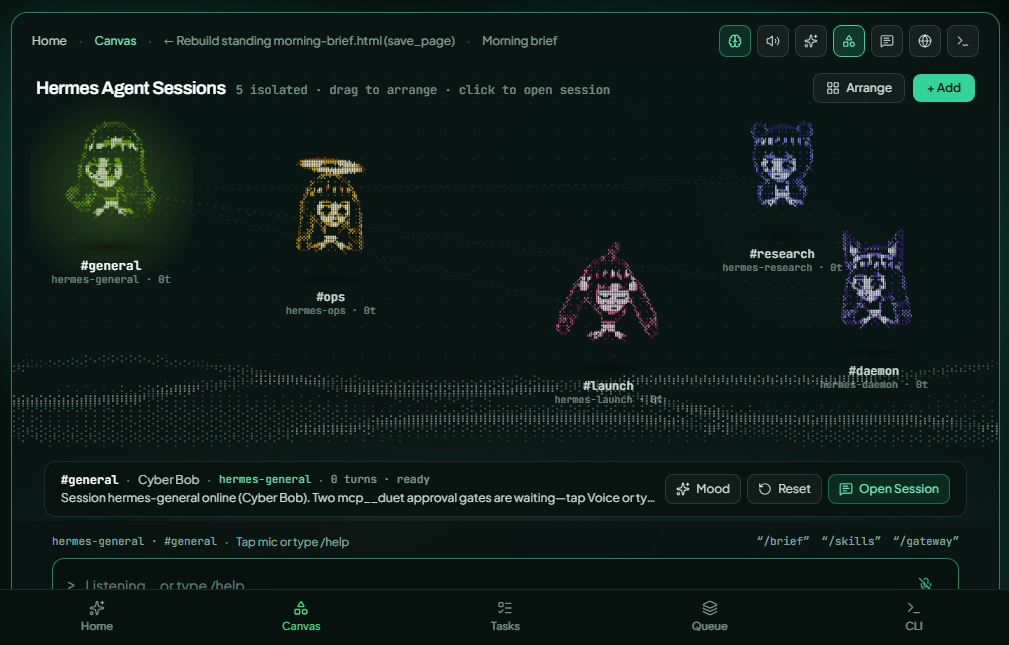 Home · Canvas · ← Rebuild standing morning-brief.html (save_page) · Morning brief
Hermes Agent Sessions 5 isolated · drag to arrange · click to open session
Arrange
+ Add
#general
hermes-general · 0t
#ops
hermes-ops · 0t
#research
hermes-research · 0t
#launch
hermes-launch · 0t
#daemon
hermes-daemon · 0t
#general · Cyber Bob · hermes-general · 0 turns · ready
Session hermes-general online (Cyber Bob). Two mcp__duet approval gates are waiting—tap Voice or ty…
Mood
Reset
Open Session
hermes-general · #general · Tap mic or type /help
“/brief” “/skills” “/gateway”
> Listening… or type /help
Home
Canvas
Tasks
Queue
CLI